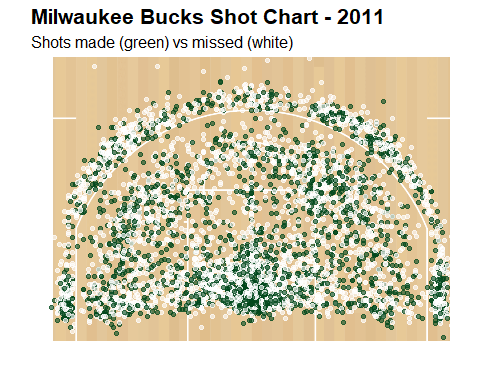 Milwaukee Bucks Shot Chart - 2011
Shots made (green) vs missed (white)